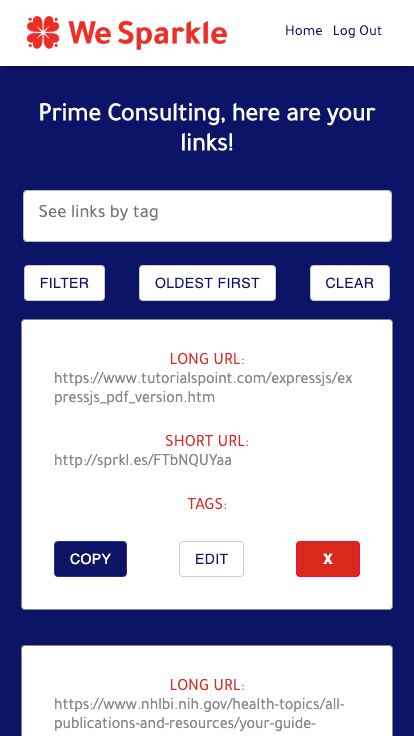 We Sparkle
Home Log Out
Prime Consulting, here are your
links!
See links by tag
FILTER OLDEST FIRST CLEAR
LONG URL:
https://www.tutorialspoint.com/expressjs/ex
pressjs_pdf_version.htm
SHORT URL:
http://sprkl.es/FTbNQUYaa
TAGS:
COPY EDIT X
LONG URL:
https://www.nhlbi.nih.gov/health-topics/all-
publications-and-resources/your-guide-